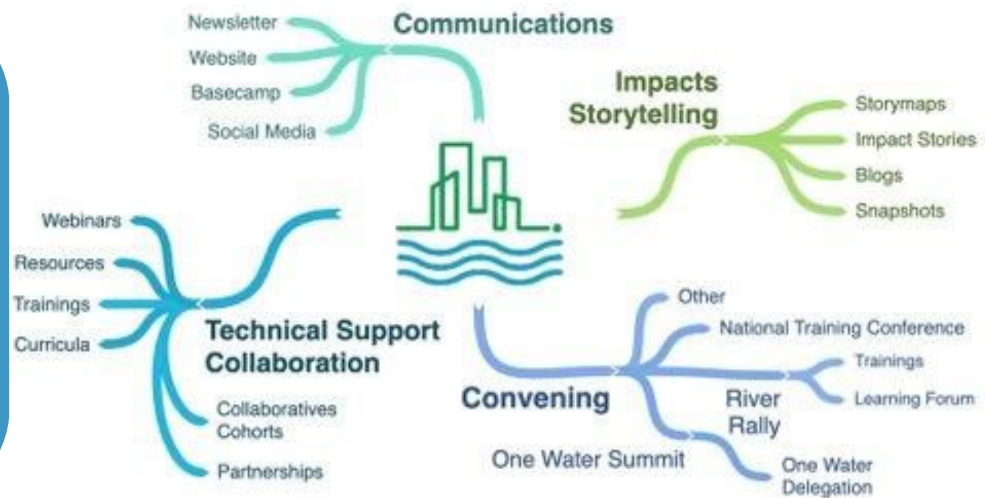 Communications
Newsletter
Website
Basecamp
Social Media
Impacts
Storytelling
Storymaps
Impact Stories
Blogs
Snapshots
Webinars
Resources
Trainings
Curricula
Technical Support
Collaboration
Collaboratives
Cohorts
Partnerships
Convening
Other
National Training Conference
River
Rally
Trainings
Learning Forum
One Water Summit
One Water
Delegation